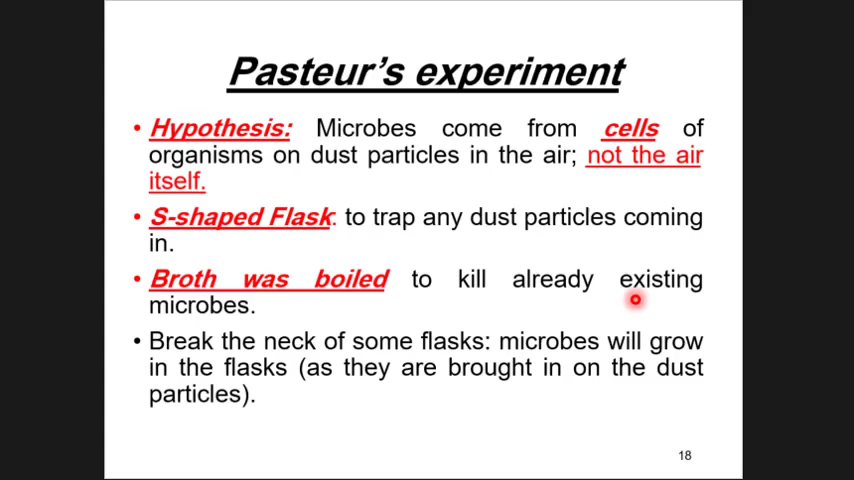 Pasteur's experiment
• Hypothesis: Microbes come from cells of
organisms on dust particles in the air; not the air
itself.
• S-shaped Flask: to trap any dust particles coming
in.
• Broth was boiled to kill already existing
microbes.
• Break the neck of some flasks: microbes will grow
in the flasks (as they are brought in on the dust
particles).
18